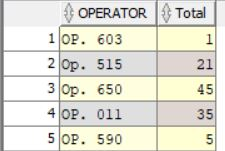 OPERATOR Total
1 OP. 603 1
2 Op. 515 21
3 Op. 650 45
4 OP. 011 35
5 OP. 590 5